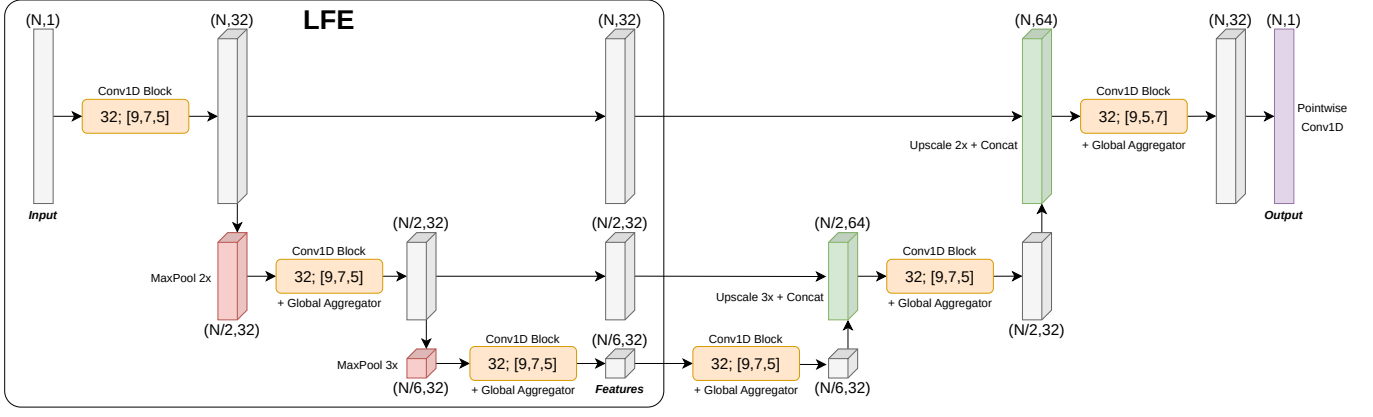 LFE
(N,1)
(N,32)
(N,32)
(N,64)
(N,32)
(N,1)
Conv1D Block
32; [9,7,5]
Conv1D Block
32; [9,5,7]
+ Global Aggregator
Upscale 2x + Concat
Pointwise
Conv1D
Input
Output
(N/2,32)
(N/2,32)
(N/2,64)
MaxPool 2x
Conv1D Block
32; [9,7,5]
+ Global Aggregator
Upscale 3x + Concat
Conv1D Block
32; [9,7,5]
+ Global Aggregator
(N/2,32)
(N/2,32)
MaxPool 3x
Conv1D Block
32; [9,7,5]
+ Global Aggregator
(N/6,32)
(N/6,32)
Features
Conv1D Block
32; [9,7,5]
+ Global Aggregator
(N/6,32)